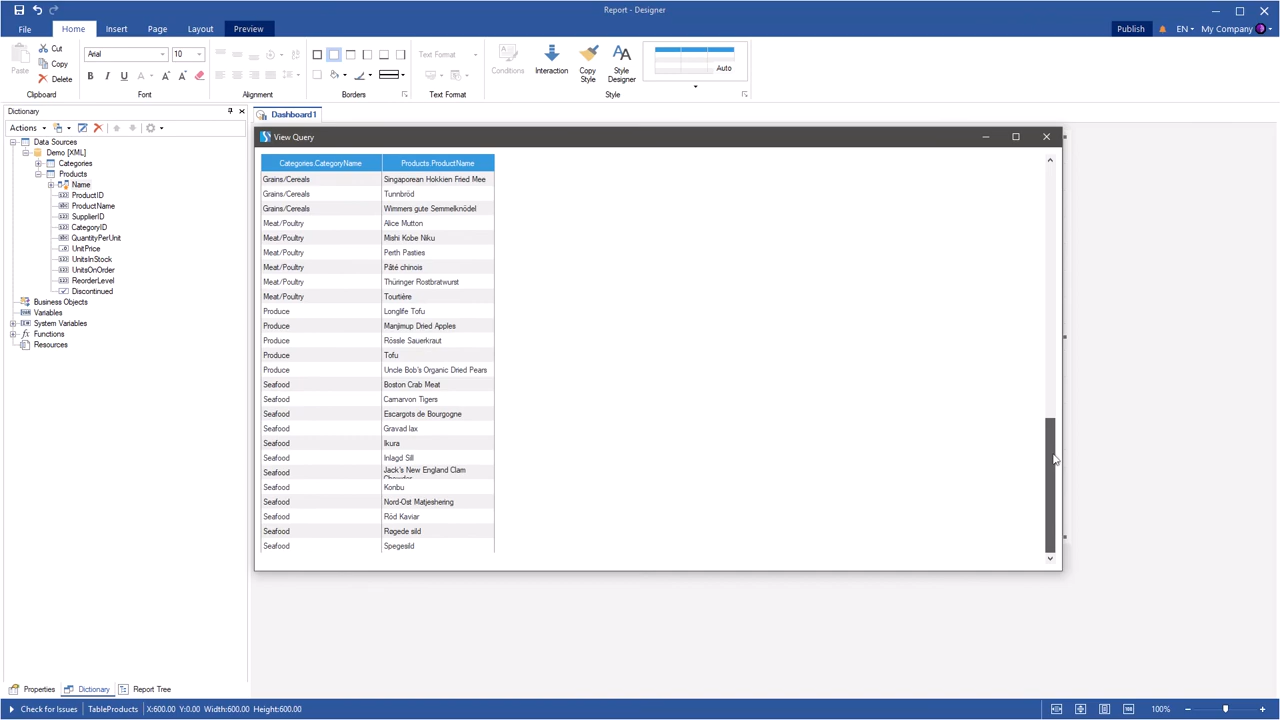 Report - Designer
File
Home
Insert
Page
Layout
Preview
Publish
EN
My Company
Paste
Cut
Copy
Delete
Clipboard
Arial
10
B I U A A A
Font
Alignment
Borders
Text Format
Text Format
Conditions
Interaction
Copy Style
Style Designer
Auto
Style
Dictionary
Actions
Data Sources
Demo [XML]
Categories
Products
Name
ProductID
ProductName
SupplierID
CategoryID
QuantityPerUnit
UnitPrice
UnitsInStock
UnitsOnOrder
ReorderLevel
Discontinued
Business Objects
Variables
System Variables
Functions
Resources
Dashboard1
View Query
Categories.CategoryName Products.ProductName
Grains/Cereals Singaporean Hokkien Fried Mee
Grains/Cereals Tunnbröd
Grains/Cereals Wimmers gute Semmelknödel
Meat/Poultry Alice Mutton
Meat/Poultry Mishi Kobe Niku
Meat/Poultry Perth Pasties
Meat/Poultry Pâté chinois
Meat/Poultry Thüringer Rostbratwurst
Meat/Poultry Tourtière
Produce Longlife Tofu
Produce Manjimup Dried Apples
Produce Rössle Sauerkraut
Produce Tofu
Produce Uncle Bob's Organic Dried Pears
Seafood Boston Crab Meat
Seafood Carnarvon Tigers
Seafood Escargots de Bourgogne
Seafood Gravad lax
Seafood Ikura
Seafood Inlagd Sill
Seafood Jack's New England Clam
Chowder
Seafood Konbu
Seafood Nord-Ost Matjeshering
Seafood Röd Kaviar
Seafood Røgede sild
Seafood Spegesild
Properties
Dictionary
Report Tree
Check for Issues
TableProducts
X:600.00 Y:0.00 Width:600.00 Height:600.00
100%